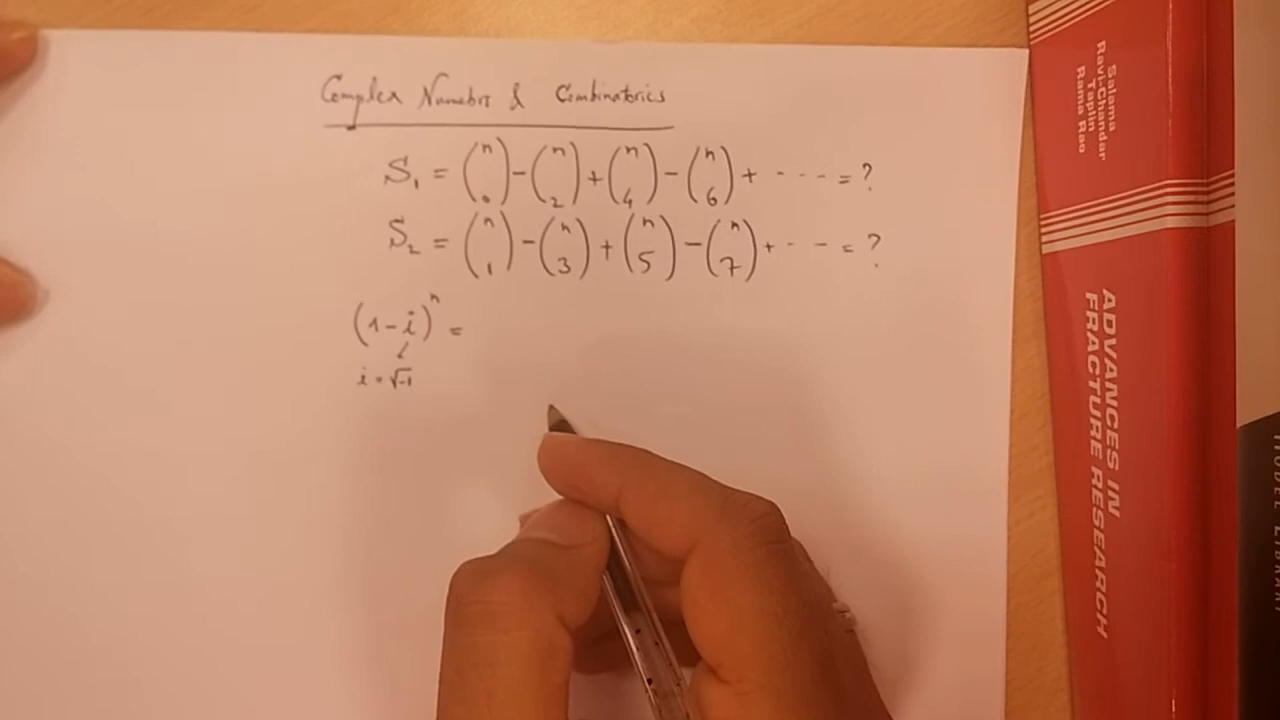 Complex Numbers & Combinatorics
S₁ = (n 0) - (n 2) + (n 4) - (n 6) + ---- = ?
S₂ = (n 1) - (n 3) + (n 5) - (n 7) + --- = ?
(1-i)ⁿ =
i = √-1
Salama
Ravi-Chandar
Taplin
Rama Rao
ADVANCES IN
FRACTURE RESEARCH